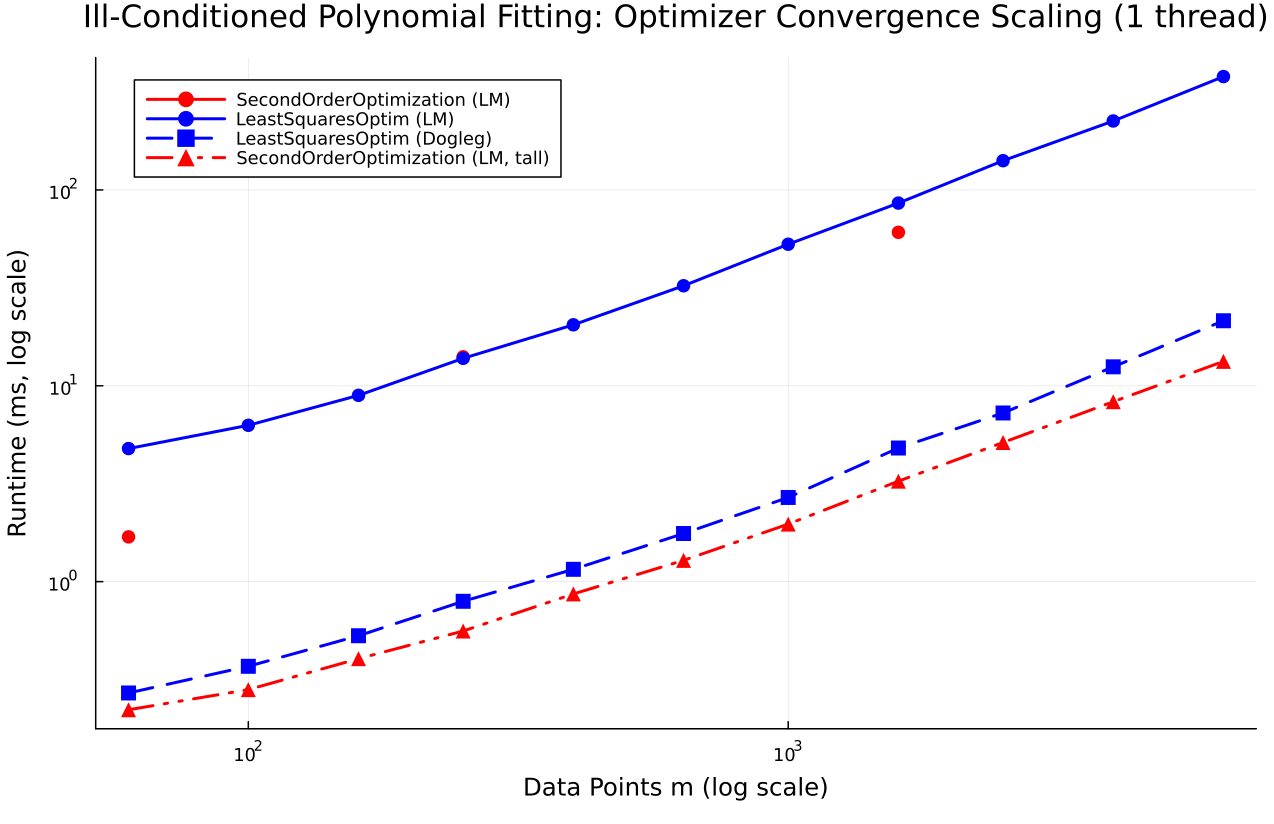 Ill-Conditioned Polynomial Fitting: Optimizer Convergence Scaling (1 thread)
SecondOrderOptimization (LM)
LeastSquaresOptim (LM)
LeastSquaresOptim (Dogleg)
SecondOrderOptimization (LM, tall)
Runtime (ms, log scale)
10²
10¹
10⁰
10²
10³
Data Points m (log scale)